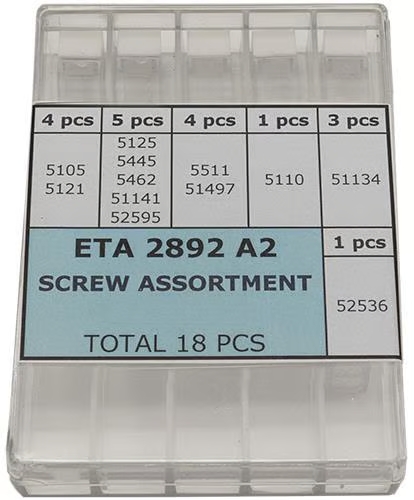 4 pcs 5 pcs 4 pcs 1 pcs 3 pcs
5105
5121
5125
5445
5462
51141
52595
5511
51497
5110
51134
ETA 2892 A2
SCREW ASSORTMENT
TOTAL 18 PCS
1 pcs
52536